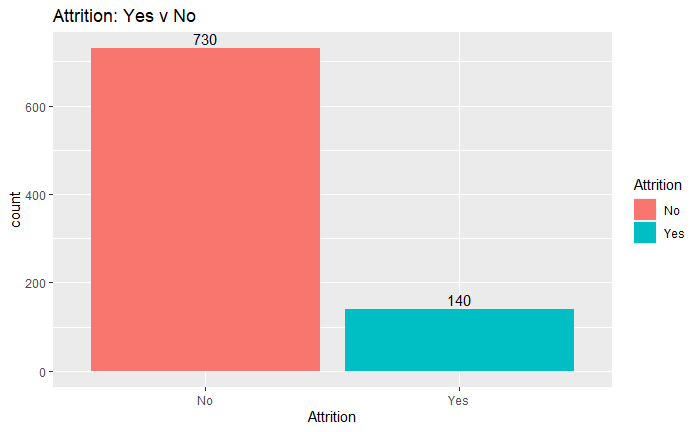 Attrition: Yes v No
730
140
600
400
200
0
count
No
Yes
Attrition
Attrition
No
Yes